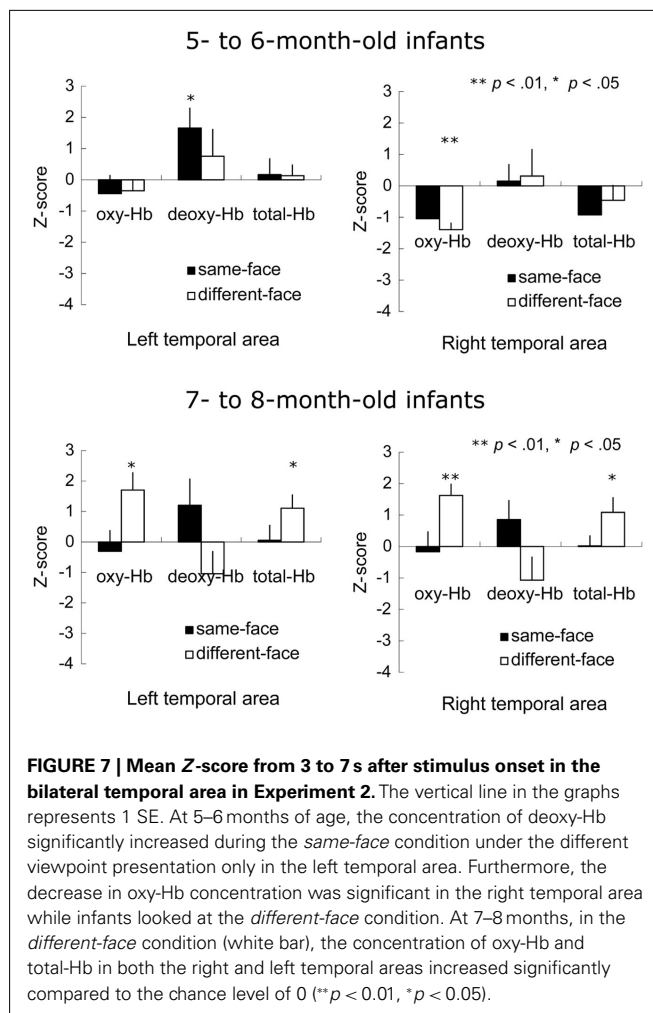 5- to 6-month-old infants
3
2
1
0
-1
-2
-3
-4
Z-score
*
oxy-Hb deoxy-Hb total-Hb
■same-face
□different-face
Left temporal area
** p < .01, * p < .05
3
2
1
0
-1
-2
-3
-4
Z-score
**
oxy-Hb deoxy-Hb total-Hb
■same-face
□different-face
Right temporal area
7- to 8-month-old infants
3
2
1
0
-1
-2
-3
-4
Z-score
* *
oxy-Hb deoxy-Hb total-Hb
■same-face
□different-face
Left temporal area
** p < .01, * p < .05
3
2
1
0
-1
-2
-3
-4
Z-score
** *
oxy-Hb deoxy-Hb total-Hb
■same-face
□different-face
Right temporal area
FIGURE 7 | Mean Z-score from 3 to 7 s after stimulus onset in the
bilateral temporal area in Experiment 2. The vertical line in the graphs
represents 1 SE. At 5–6 months of age, the concentration of deoxy-Hb
significantly increased during the same-face condition under the different
viewpoint presentation only in the left temporal area. Furthermore, the
decrease in oxy-Hb concentration was significant in the right temporal area
while infants looked at the different-face condition. At 7–8 months, in the
different-face condition (white bar), the concentration of oxy-Hb and
total-Hb in both the right and left temporal areas increased significantly
compared to the chance level of 0 (**p < 0.01, *p < 0.05).